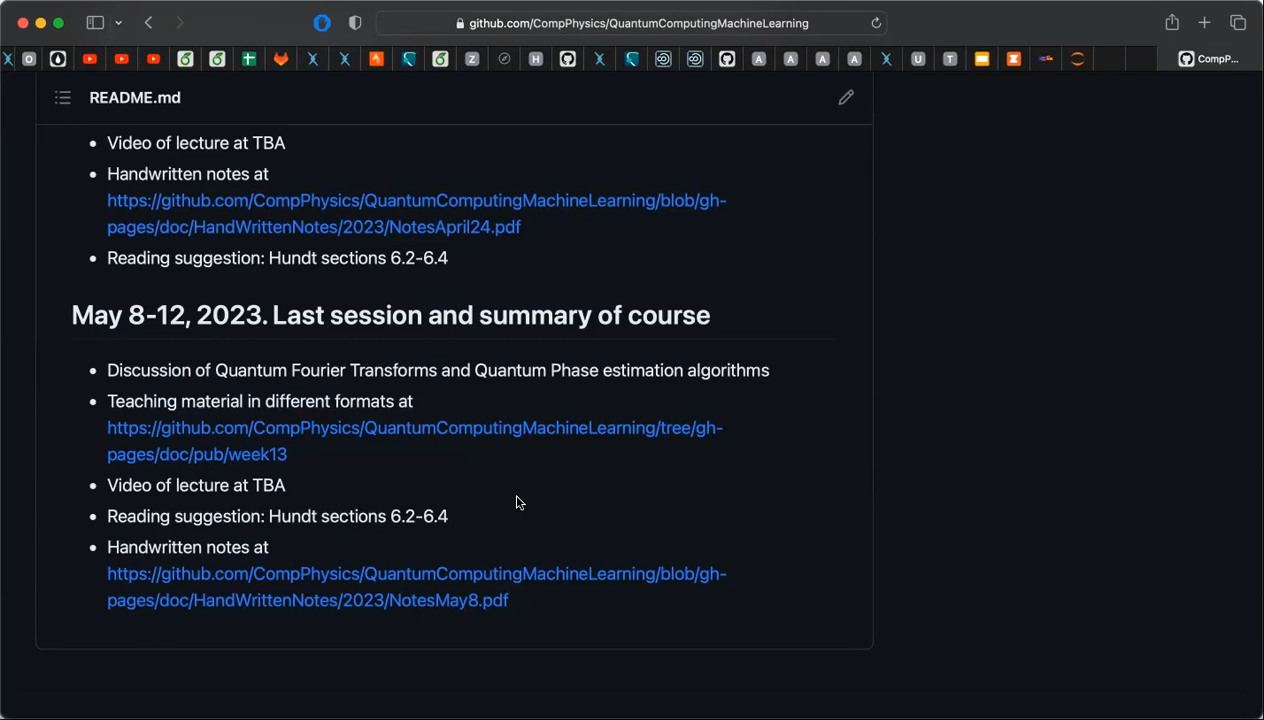 github.com/CompPhysics/QuantumComputingMachineLearning
O
Z
H
A
A
A
A
U
T
CompP...
README.md
Video of lecture at TBA
Handwritten notes at
https://github.com/CompPhysics/QuantumComputingMachineLearning/blob/gh-
pages/doc/HandWrittenNotes/2023/NotesApril24.pdf
Reading suggestion: Hundt sections 6.2-6.4
May 8-12, 2023. Last session and summary of course
Discussion of Quantum Fourier Transforms and Quantum Phase estimation algorithms
Teaching material in different formats at
https://github.com/CompPhysics/QuantumComputingMachineLearning/tree/gh-
pages/doc/pub/week13
Video of lecture at TBA
Reading suggestion: Hundt sections 6.2-6.4
Handwritten notes at
https://github.com/CompPhysics/QuantumComputingMachineLearning/blob/gh-
pages/doc/HandWrittenNotes/2023/NotesMay8.pdf